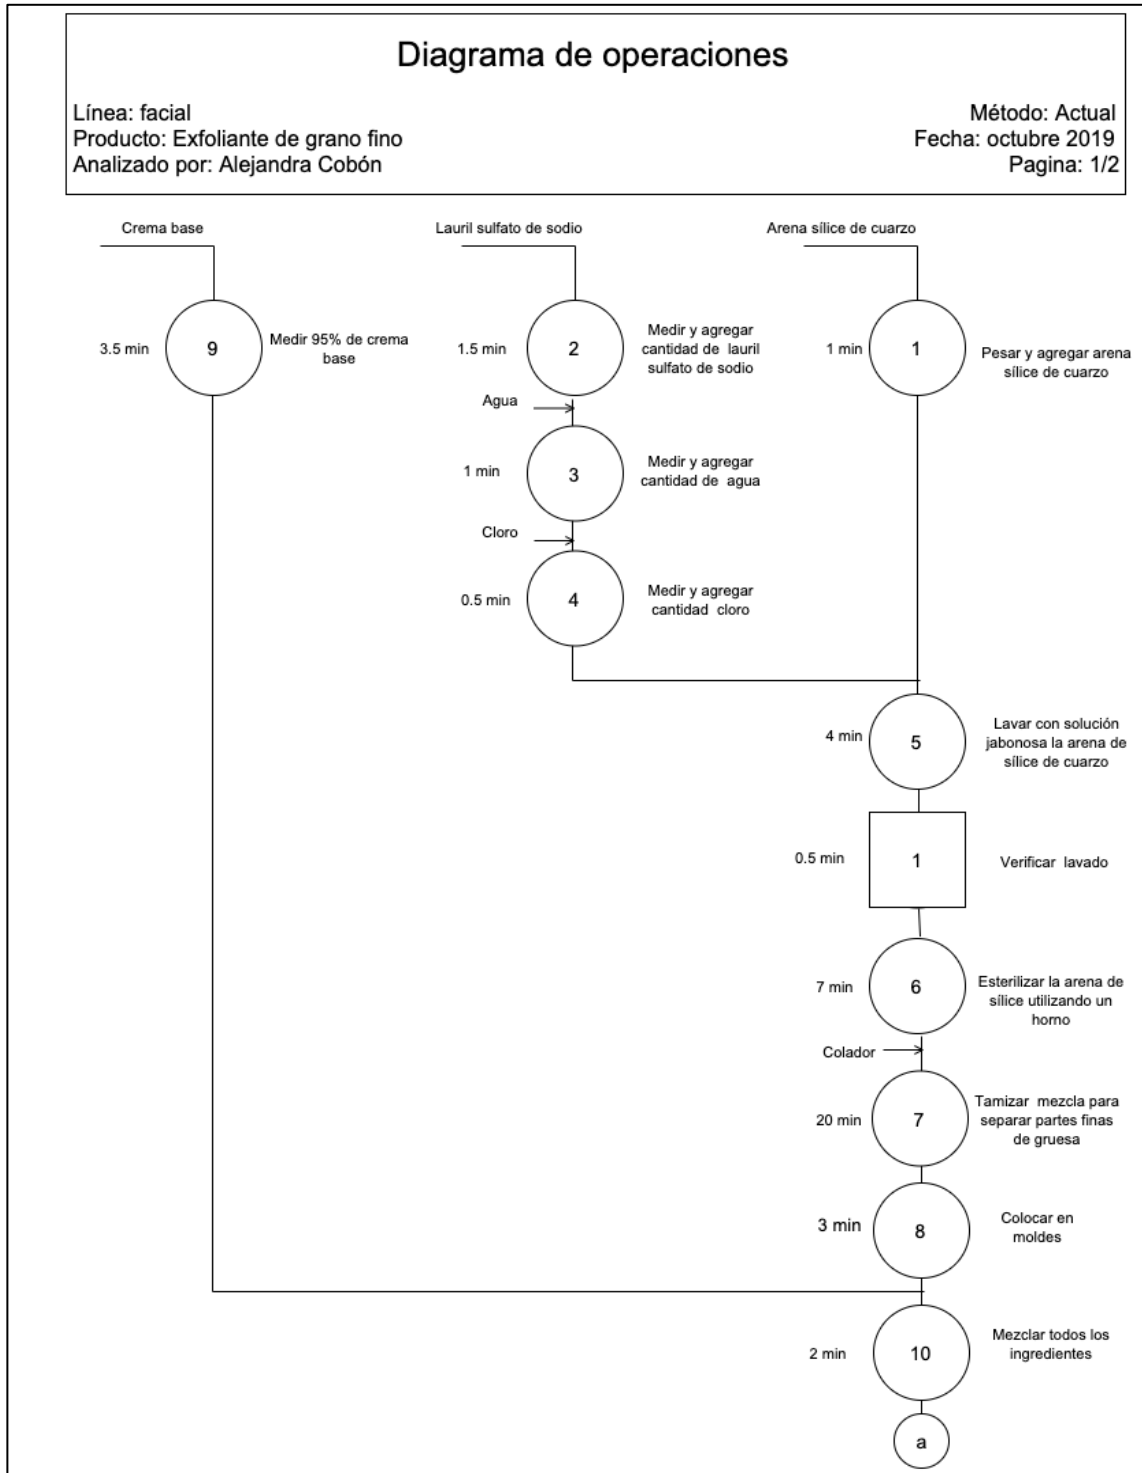 Diagrama de operaciones
Línea: facial
Producto: Exfoliante de grano fino
Analizado por: Alejandra Cobón
Método: Actual
Fecha: octubre 2019
Pagina: 1/2
Crema base
Lauril sulfato de sodio
Arena sílice de cuarzo
3.5 min
9
Medir 95% de crema
base
1.5 min
2
Medir y agregar
cantidad de lauril
sulfato de sodio
1 min
1
Pesar y agregar arena
sílice de cuarzo
Agua
1 min
3
Medir y agregar
cantidad de agua
Cloro
0.5 min
4
Medir y agregar
cantidad cloro
4 min
5
Lavar con solución
jabonosa la arena de
sílice de cuarzo
0.5 min
1
Verificar lavado
7 min
6
Esterilizar la arena de
sílice utilizando un
horno
Colador
20 min
7
Tamizar mezcla para
separar partes finas
de gruesa
3 min
8
Colocar en
moldes
2 min
10
Mezclar todos los
ingredientes
a